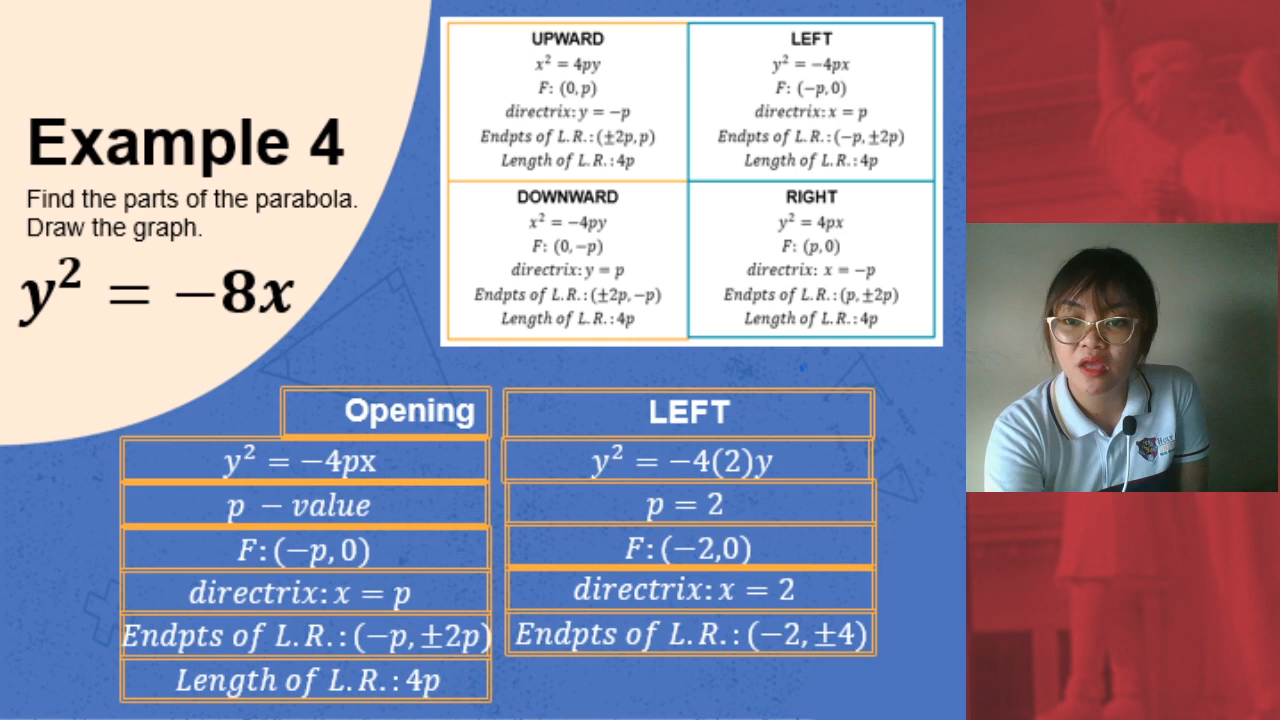 Example 4
Find the parts of the parabola.
Draw the graph.
y² = −8x
UPWARD
x² = 4py
F: (0, p)
directrix: y = −p
Endpts of L.R.: (±2p, p)
Length of L.R.: 4p
LEFT
y² = −4px
F: (−p, 0)
directrix: x = p
Endpts of L.R.: (−p, ±2p)
Length of L.R.: 4p
DOWNWARD
x² = −4py
F: (0, −p)
directrix: y = p
Endpts of L.R.: (±2p, −p)
Length of L.R.: 4p
RIGHT
y² = 4px
F: (p, 0)
directrix: x = −p
Endpts of L.R.: (p, ±2p)
Length of L.R.: 4p
Opening
LEFT
y² = −4px
y² = −4(2)y
p − value
p = 2
F: (−p, 0)
F: (−2,0)
directrix: x = p
directrix: x = 2
Endpts of L.R.: (−p, ±2p)
Endpts of L.R.: (−2, ±4)
Length of L.R.: 4p